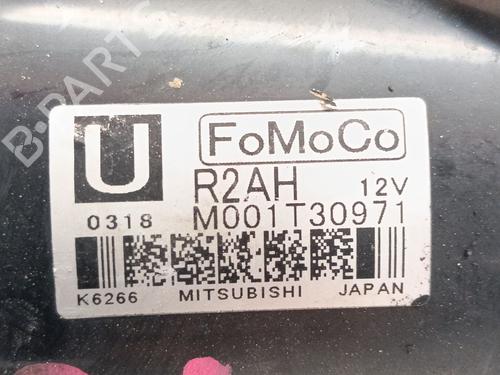 B-PARTS
U
FoMoCo
R2AH 12V
0318 M001T30971
K6266 MITSUBISHI JAPAN